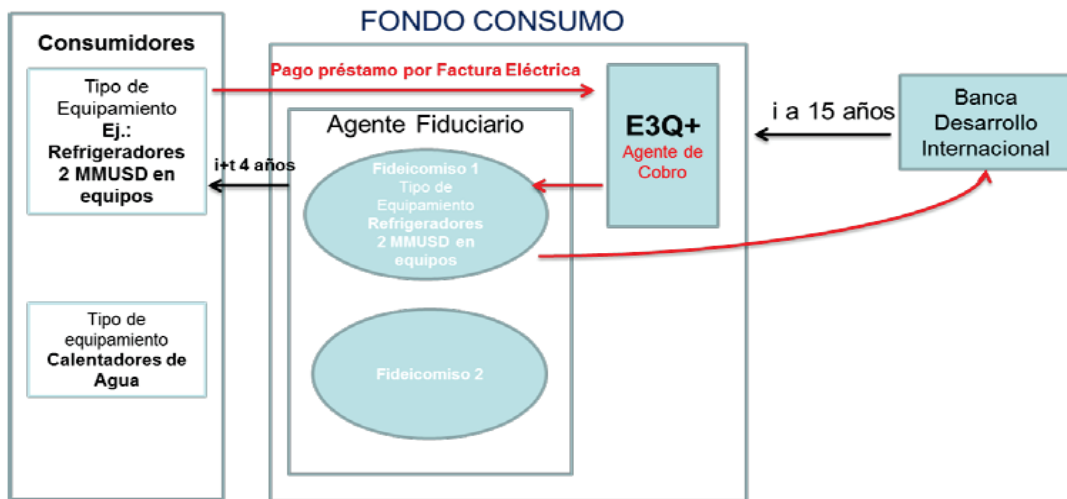 FONDO CONSUMO
Consumidores
Tipo de
Equipamiento
Ej.:
Refrigeradores
2 MMUSD en
equipos
Tipo de
equipamiento
Calentadores de
Agua
Pago préstamo por Factura Eléctrica
i+t 4 años
Agente Fiduciario
Fideicomiso 1
Tipo de
Equipamiento
Refrigeradores
2 MMUSD en
equipos
Fideicomiso 2
E3Q+
Agente de
Cobro
i a 15 años
Banca
Desarrollo
Internacional